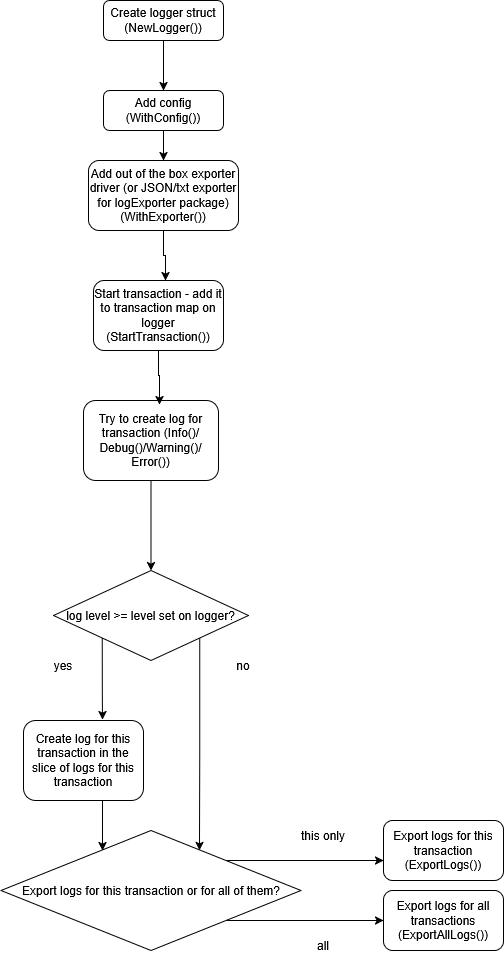 Create logger struct
(NewLogger())
Add config
(WithConfig())
Add out of the box exporter
driver (or JSON/txt exporter
for logExporter package)
(WithExporter())
Start transaction - add it
to transaction map on
logger
(StartTransaction())
Try to create log for
transaction (Info()/
Debug()/Warning()/
Error())
log level >= level set on logger?
yes
no
Create log for this
transaction in the
slice of logs for this
transaction
this only
Export logs for this
transaction
(ExportLogs())
Export logs for this transaction or for all of them?
Export logs for all
transactions
(ExportAllLogs())
all